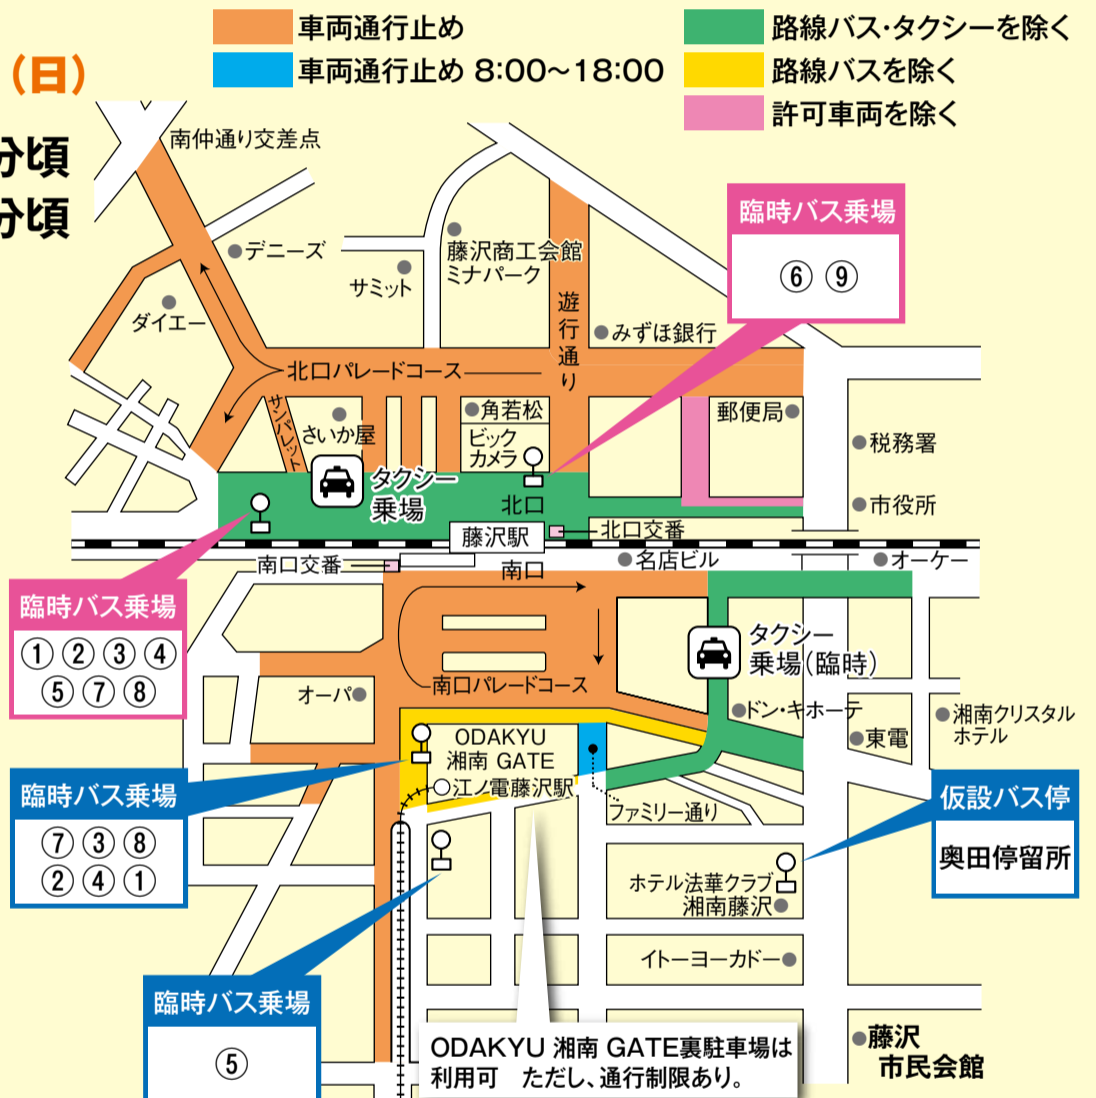 車両通行止め
車両通行止め 8:00〜18:00
路線バス・タクシーを除く
路線バスを除く
許可車両を除く
（日）
分頃
分頃
南仲通り交差点
デニーズ
ダイエー
サミット
藤沢商工会館
ミナパーク
遊行通り
みずほ銀行
臨時バス乗場
⑥ ⑨
北口パレードコース
サンパレット
さいか屋
角若松
ビック
カメラ
郵便局
税務署
市役所
タクシー
乗場
北口
藤沢駅
北口交番
南口交番
南口
名店ビル
オーケー
臨時バス乗場
① ② ③ ④
⑤ ⑦ ⑧
タクシー
乗場（臨時）
南口パレードコース
オーパ
ドン・キホーテ
東電
湘南クリスタル
ホテル
ODAKYU
湘南 GATE
江ノ電藤沢駅
ファミリー通り
臨時バス乗場
⑦ ③ ⑧
② ④ ①
仮設バス停
奥田停留所
ホテル法華クラブ
湘南藤沢
イトーヨーカドー
臨時バス乗場
⑤
ODAKYU 湘南 GATE裏駐車場は
利用可　ただし、通行制限あり。
藤沢
市民会館